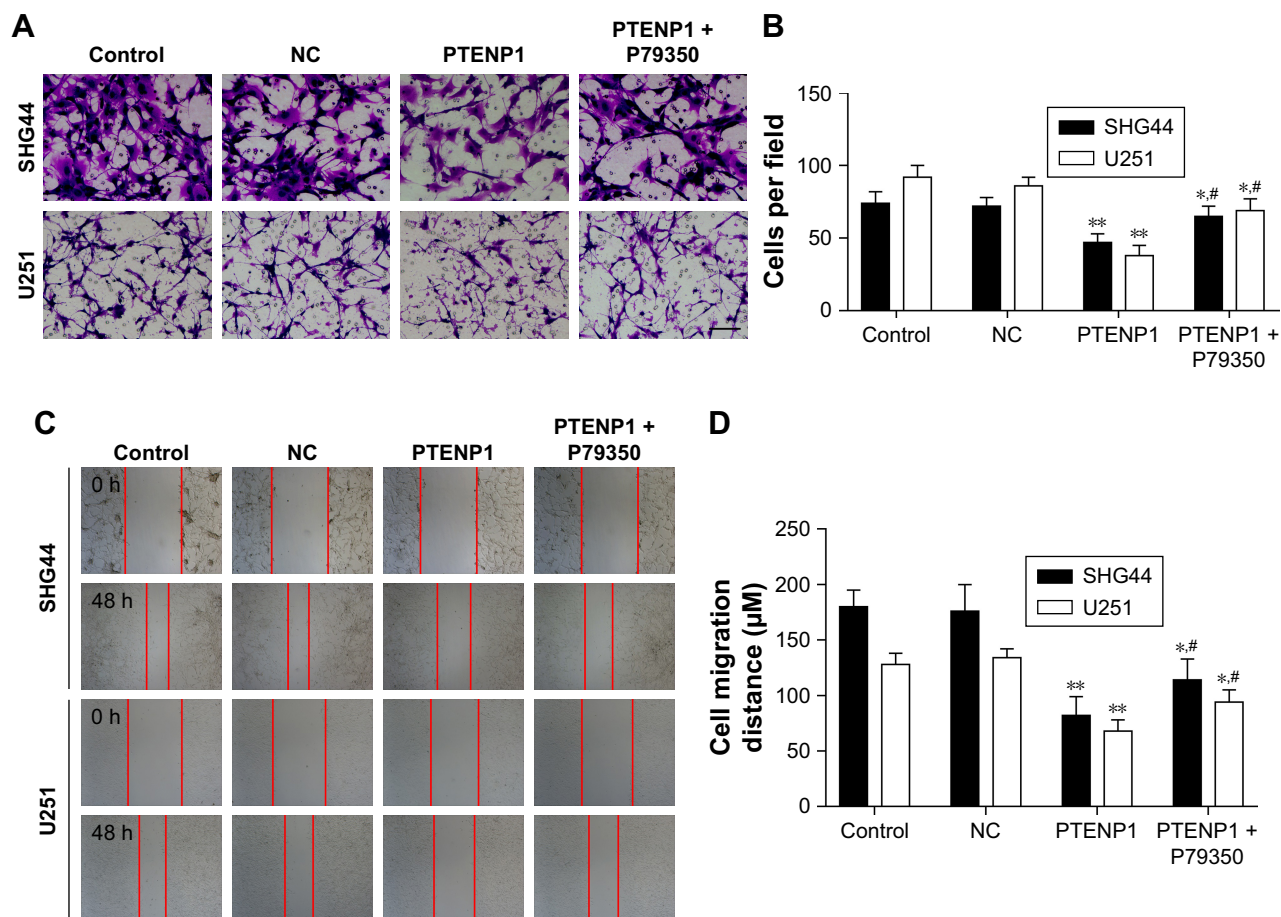 A
Control
NC
PTENP1
PTENP1 +
P79350
SHG44
U251
B
Cells per field
150
100
50
0
SHG44
U251
**
**
*,#
*,#
Control
NC
PTENP1
PTENP1 +
P79350
C
Control
NC
PTENP1
PTENP1 +
P79350
SHG44
0 h
48 h
U251
0 h
48 h
D
Cell migration
distance (µM)
250
200
150
100
50
0
SHG44
U251
**
**
*,#
*,#
Control
NC
PTENP1
PTENP1 +
P79350